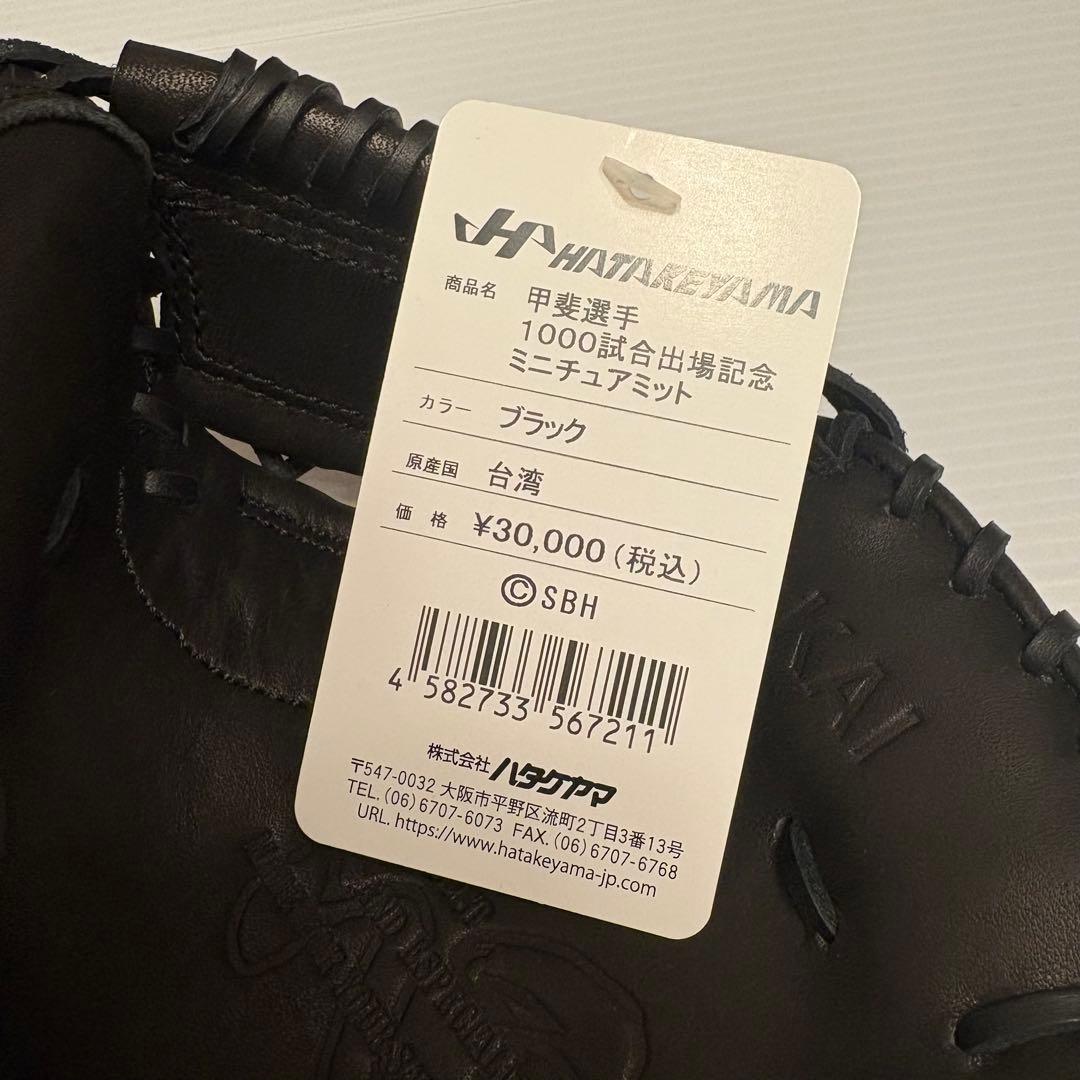 HATAKEYAMA
商品名 甲斐選手
1000試合出場記念
ミニチュアミット
カラー ブラック
原産国 台湾
価格 ¥30,000(税込)
©SBH
4 582733 567211
株式会社ハタケヤマ
〒547-0032 大阪市平野区流町2丁目3番13号
TEL.(06)6707-6073 FAX.(06)6707-6768
URL. https://www.hatakeyama-jp.com
KAI